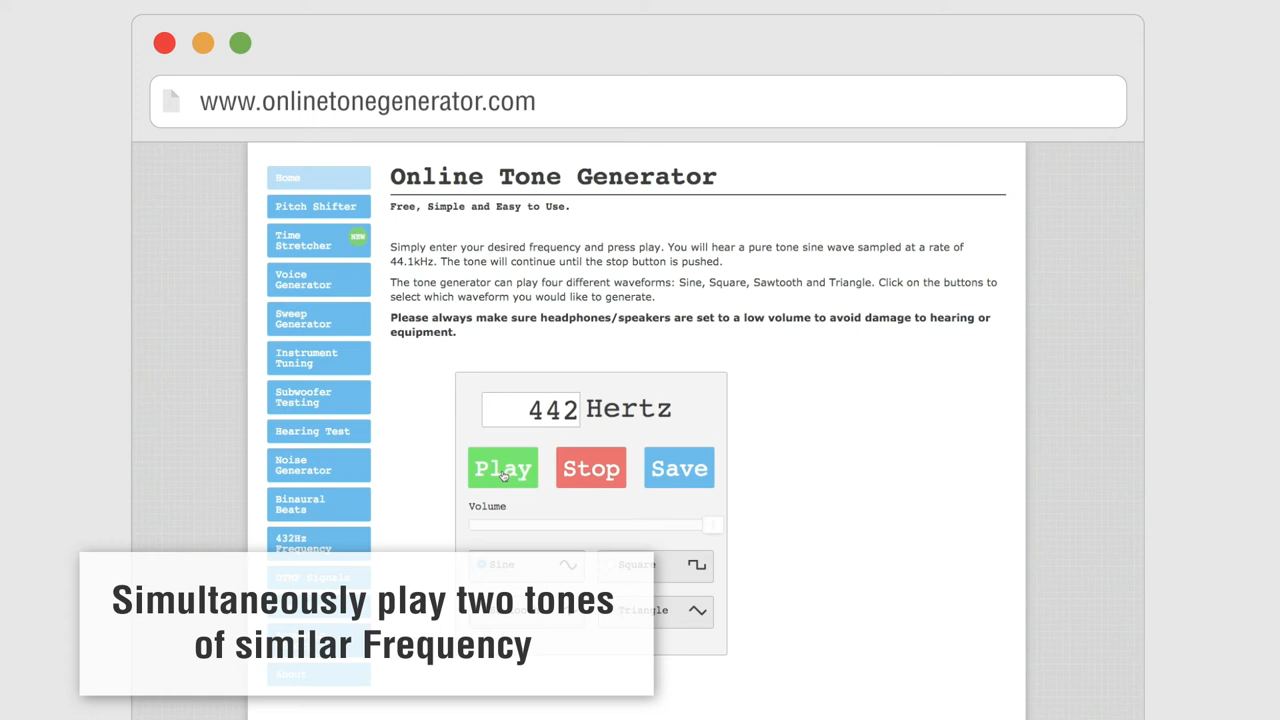 www.onlinetonegenerator.com
Home
Pitch Shifter
Time
Stretcher
NEW
Voice
Generator
Sweep
Generator
Instrument
Tuning
Subwoofer
Testing
Hearing Test
Noise
Generator
Binaural
Beats
432Hz
Frequency
DTMF Signals
About
Online Tone Generator
Free, Simple and Easy to Use.
Simply enter your desired frequency and press play. You will hear a pure tone sine wave sampled at a rate of
44.1kHz. The tone will continue until the stop button is pushed.
The tone generator can play four different waveforms: Sine, Square, Sawtooth and Triangle. Click on the buttons to
select which waveform you would like to generate.
Please always make sure headphones/speakers are set to a low volume to avoid damage to hearing or
equipment.
442 Hertz
Play Stop Save
Volume
Sine Square
Triangle
Simultaneously play two tones
of similar Frequency